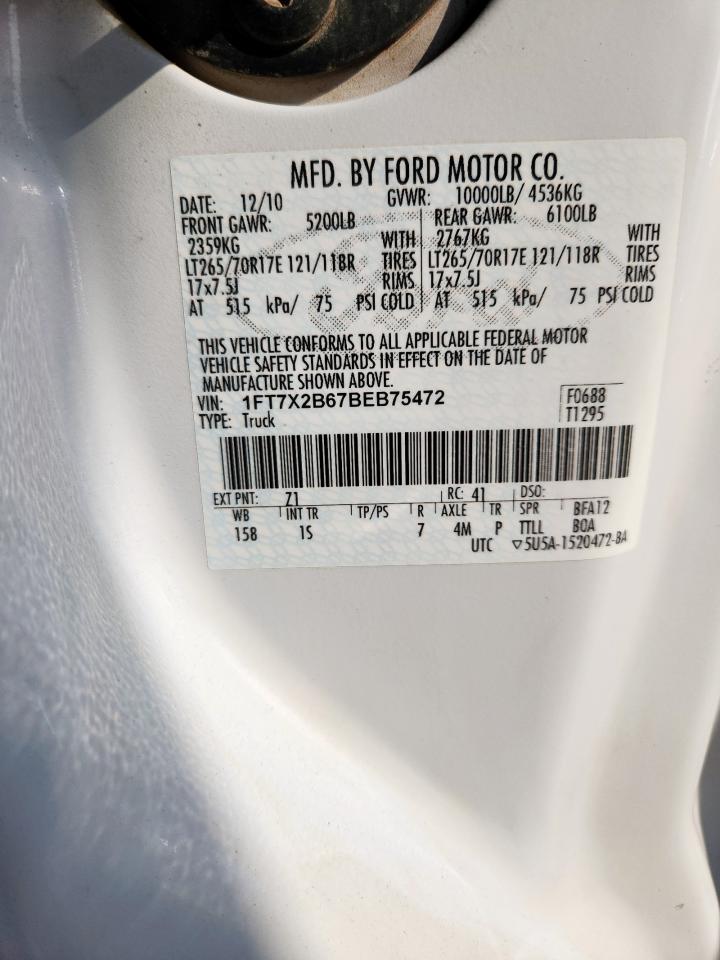 MFD. BY FORD MOTOR CO.
DATE: 12/10 GVWR: 10000LB/ 4536KG
FRONT GAWR: 5200LB REAR GAWR: 6100LB
2359KG WITH 2767KG WITH
LT265/70R17E 121/118R TIRES LT265/70R17E 121/118R TIRES
17x7.5J RIMS 17x7.5J RIMS
AT 515 kPa/ 75 PSI COLD AT 515 kPa/ 75 PSI COLD
THIS VEHICLE CONFORMS TO ALL APPLICABLE FEDERAL MOTOR
VEHICLE SAFETY STANDARDS IN EFFECT ON THE DATE OF
MANUFACTURE SHOWN ABOVE.
VIN: 1FT7X2B67BEB75472 F0688
TYPE: Truck T1295
EXT PNT: Z1 RC: 41 DSO:
WB INT TR TP/PS R AXLE TR SPR BFA12
158 1S 7 4M P TTLL BOA
UTC ▽5U5A-1520472-BA